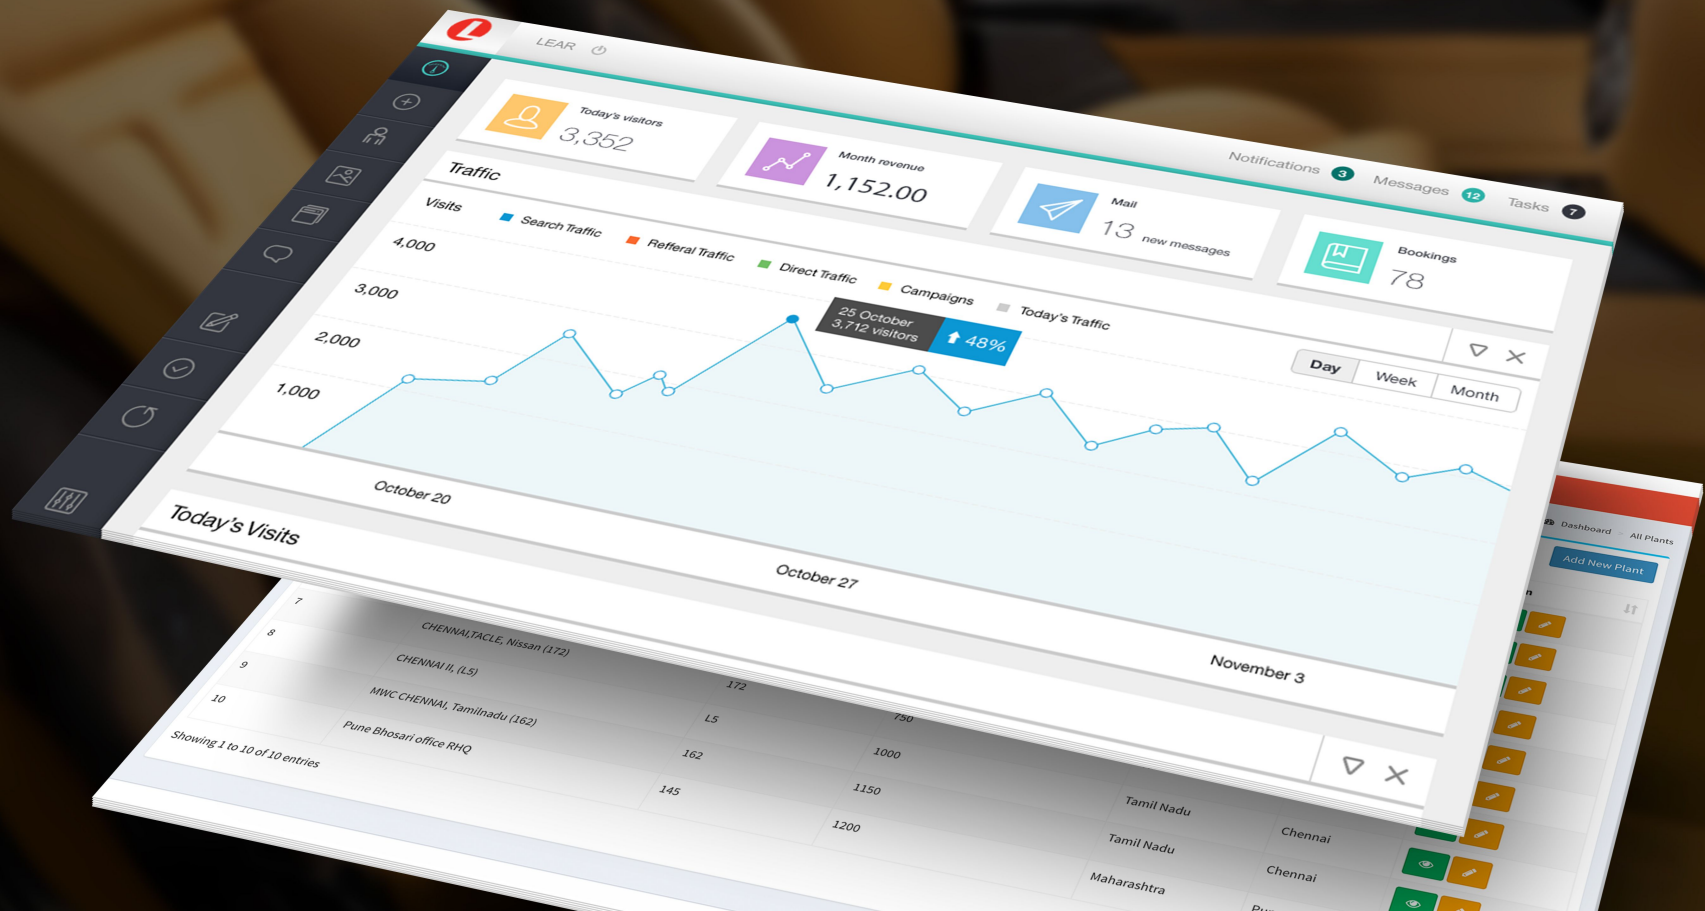 LEAR
Notifications 3 Messages 12 Tasks 7
Today's visitors
3,352
Month revenue
1,152.00
Mail
13 new messages
Bookings
78
Traffic
Visits
Search Traffic
Refferal Traffic
Direct Traffic
Campaigns
Today's Traffic
Day Week Month
4,000
3,000
2,000
1,000
25 October
3,712 visitors
48%
October 20
October 27
November 3
Today's Visits
Dashboard All Plants
Add New Plant
7
CHENNAI,TACLE, Nissan (172)
172
750
8
CHENNAI II, (L5)
L5
1000
Tamil Nadu
Chennai
9
MWC CHENNAI, Tamilnadu (162)
162
1150
Tamil Nadu
Chennai
10
Pune Bhosari office RHQ
145
1200
Maharashtra
Showing 1 to 10 of 10 entries